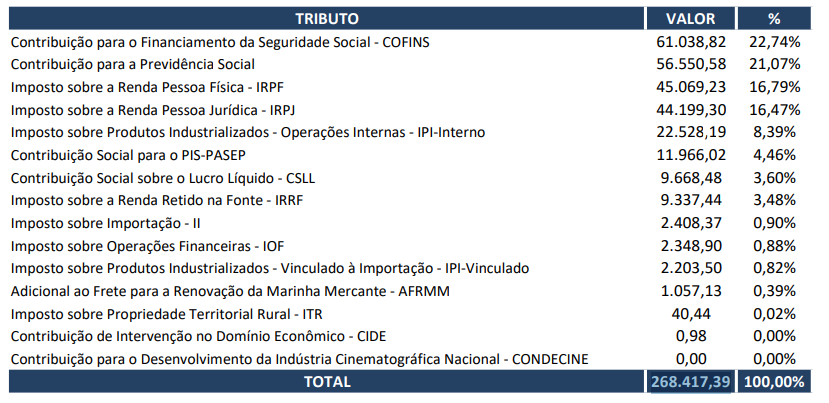 TRIBUTO VALOR %
Contribuição para o Financiamento da Seguridade Social - COFINS 61.038,82 22,74%
Contribuição para a Previdência Social 56.550,58 21,07%
Imposto sobre a Renda Pessoa Física - IRPF 45.069,23 16,79%
Imposto sobre a Renda Pessoa Jurídica - IRPJ 44.199,30 16,47%
Imposto sobre Produtos Industrializados - Operações Internas - IPI-Interno 22.528,19 8,39%
Contribuição Social para o PIS-PASEP 11.966,02 4,46%
Contribuição Social sobre o Lucro Líquido - CSLL 9.668,48 3,60%
Imposto sobre a Renda Retido na Fonte - IRRF 9.337,44 3,48%
Imposto sobre Importação - II 2.408,37 0,90%
Imposto sobre Operações Financeiras - IOF 2.348,90 0,88%
Imposto sobre Produtos Industrializados - Vinculado à Importação - IPI-Vinculado 2.203,50 0,82%
Adicional ao Frete para a Renovação da Marinha Mercante - AFRMM 1.057,13 0,39%
Imposto sobre Propriedade Territorial Rural - ITR 40,44 0,02%
Contribuição de Intervenção no Domínio Econômico - CIDE 0,98 0,00%
Contribuição para o Desenvolvimento da Indústria Cinematográfica Nacional - CONDECINE 0,00 0,00%
TOTAL 268.417,39 100,00%